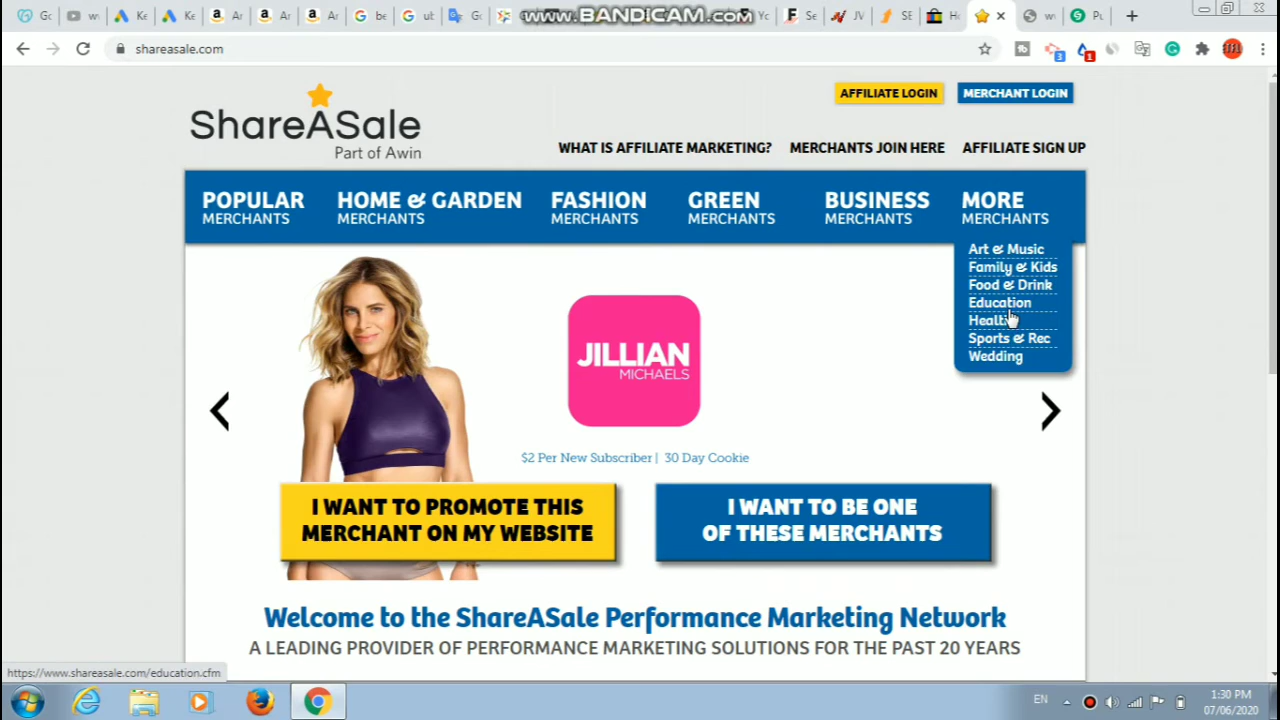 www.BANDICAM.com
shareasale.com
3
1
ShareASale
Part of Awin
AFFILIATE LOGIN
MERCHANT LOGIN
WHAT IS AFFILIATE MARKETING?
MERCHANTS JOIN HERE
AFFILIATE SIGN UP
POPULAR
MERCHANTS
HOME & GARDEN
MERCHANTS
FASHION
MERCHANTS
GREEN
MERCHANTS
BUSINESS
MERCHANTS
MORE
MERCHANTS
Art & Music
Family & Kids
Food & Drink
Education
Health
Sports & Rec
Wedding
JILLIAN
MICHAELS
$2 Per New Subscriber | 30 Day Cookie
I WANT TO PROMOTE THIS
MERCHANT ON MY WEBSITE
I WANT TO BE ONE
OF THESE MERCHANTS
Welcome to the ShareASale Performance Marketing Network
A LEADING PROVIDER OF PERFORMANCE MARKETING SOLUTIONS FOR THE PAST 20 YEARS
https://www.shareasale.com/education.cfm
EN
1:30 PM
07/06/2020